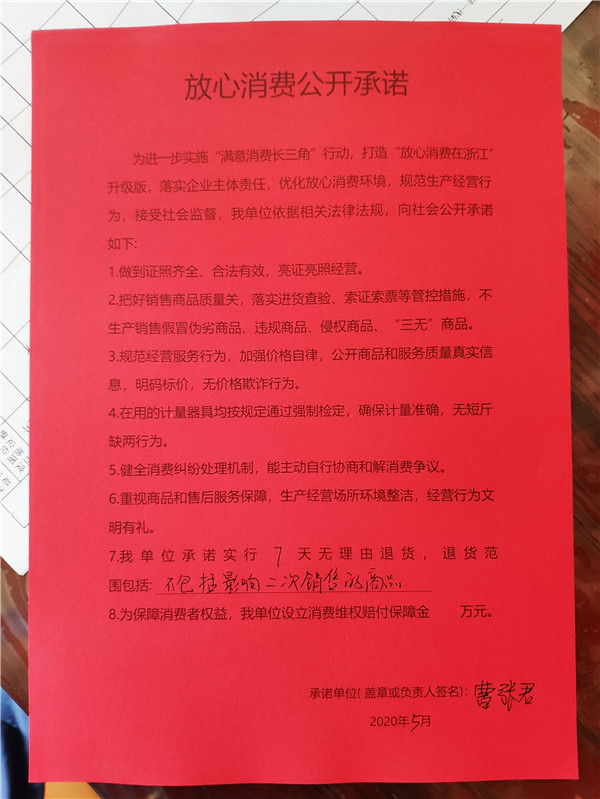 放心消费公开承诺
为进一步实施“满意消费长三角”行动，打造“放心消费在浙江”
升级版，落实企业主体责任，优化放心消费环境，规范生产经营行
为，接受社会监督，我单位依据相关法律法规，向社会公开承诺
如下:
1.做到证照齐全、合法有效，亮证亮照经营。
2.把好销售商品质量关，落实进货查验、索证索票等管控措施，不
生产销售假冒伪劣商品、违规商品、侵权商品、“三无”商品。
3.规范经营服务行为，加强价格自律，公开商品和服务质量真实信
息，明码标价，无价格欺诈行为。
4.在用的计量器具均按规定通过强制检定，确保计量准确，无短斤
缺两行为。
5.健全消费纠纷处理机制，能主动自行协商和解消费争议。
6.重视商品和售后服务保障，生产经营场所环境整洁，经营行为文
明有礼。
7.我单位承诺实行 7 天无理由退货，退货范
围包括: 不包括影响二次销售的商品
8.为保障消费者权益，我单位设立消费维权赔付保障金 万元。
承诺单位( 盖章或负责人签名): 曹张君
2020年5月